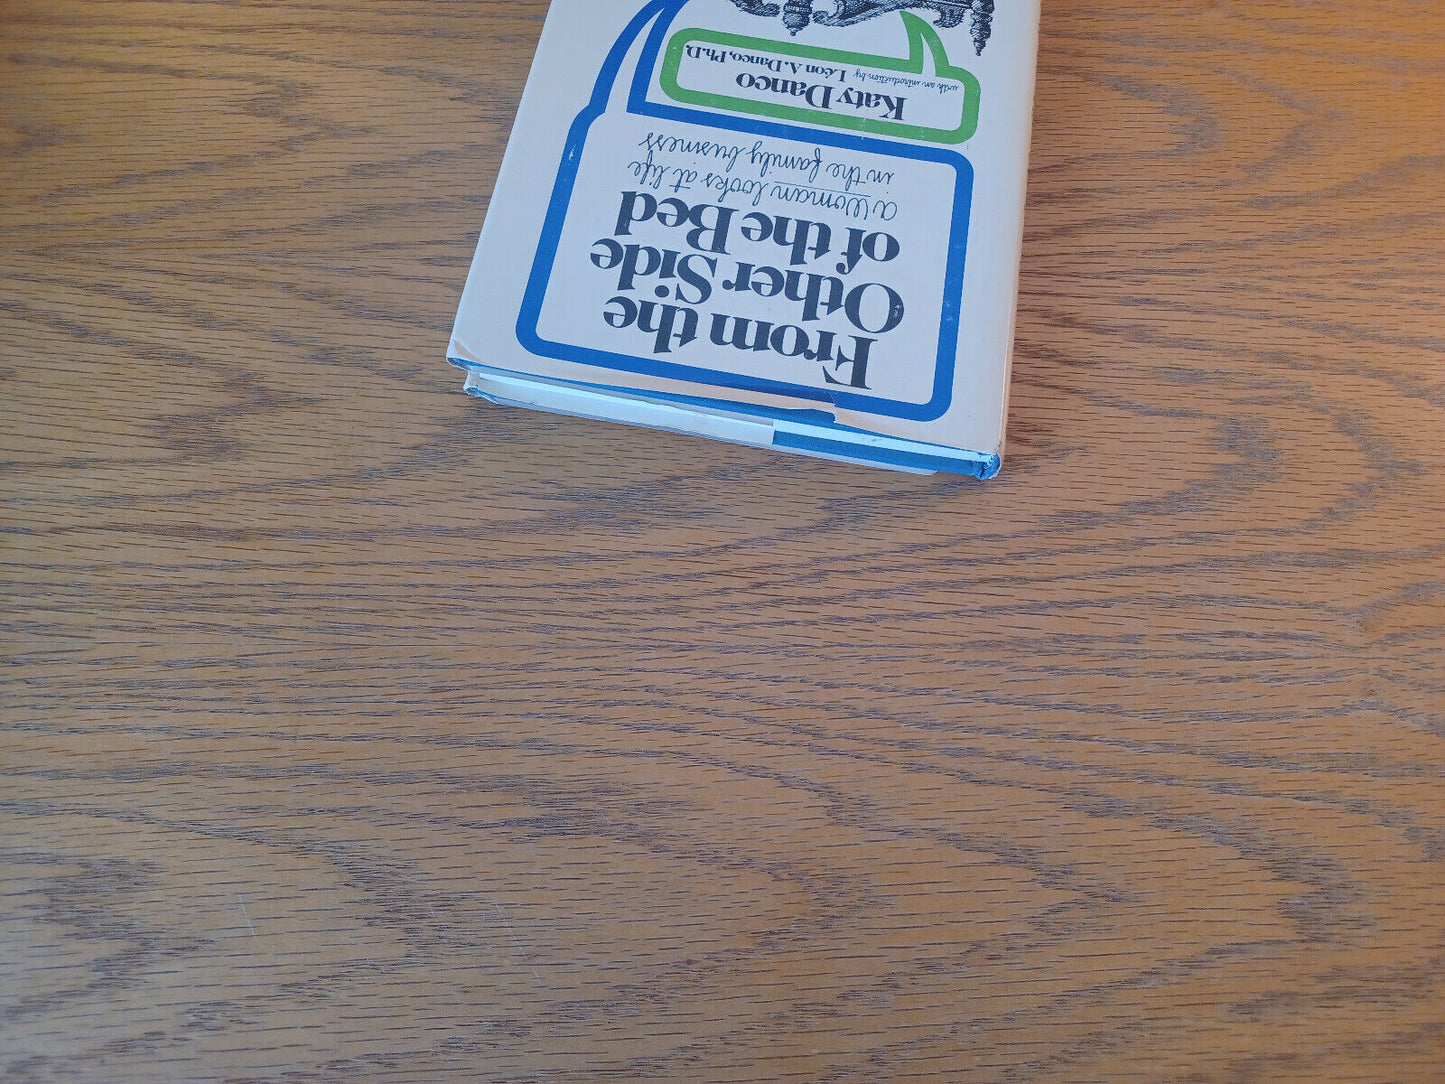 From the
Other Side
of the Bed
a woman looks at life
in the family business
Katy Danco
with an introduction by
Léon A. Danco, Ph.D.